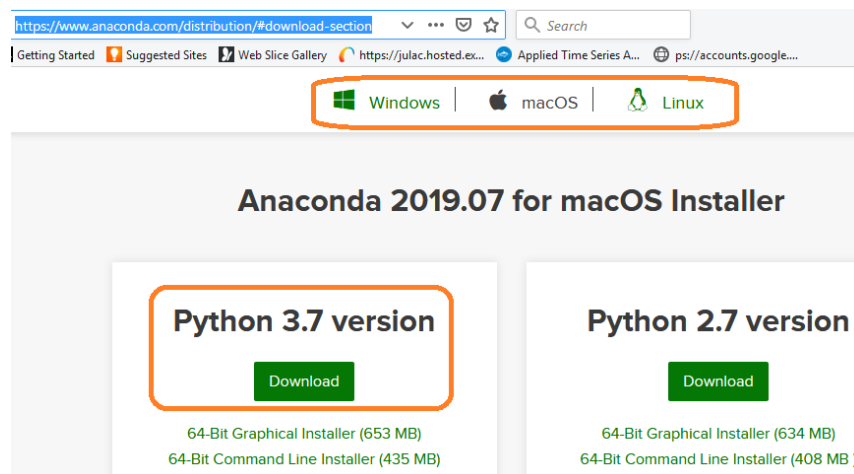 https://www.anaconda.com/distribution/#download-section
Search
Getting Started Suggested Sites Web Slice Gallery https://julac.hosted.ex... Applied Time Series A... ps://accounts.google....
Windows macOS Linux
Anaconda 2019.07 for macOS Installer
Python 3.7 version Python 2.7 version
Download Download
64-Bit Graphical Installer (653 MB) 64-Bit Graphical Installer (634 MB)
64-Bit Command Line Installer (435 MB) 64-Bit Command Line Installer (408 MB